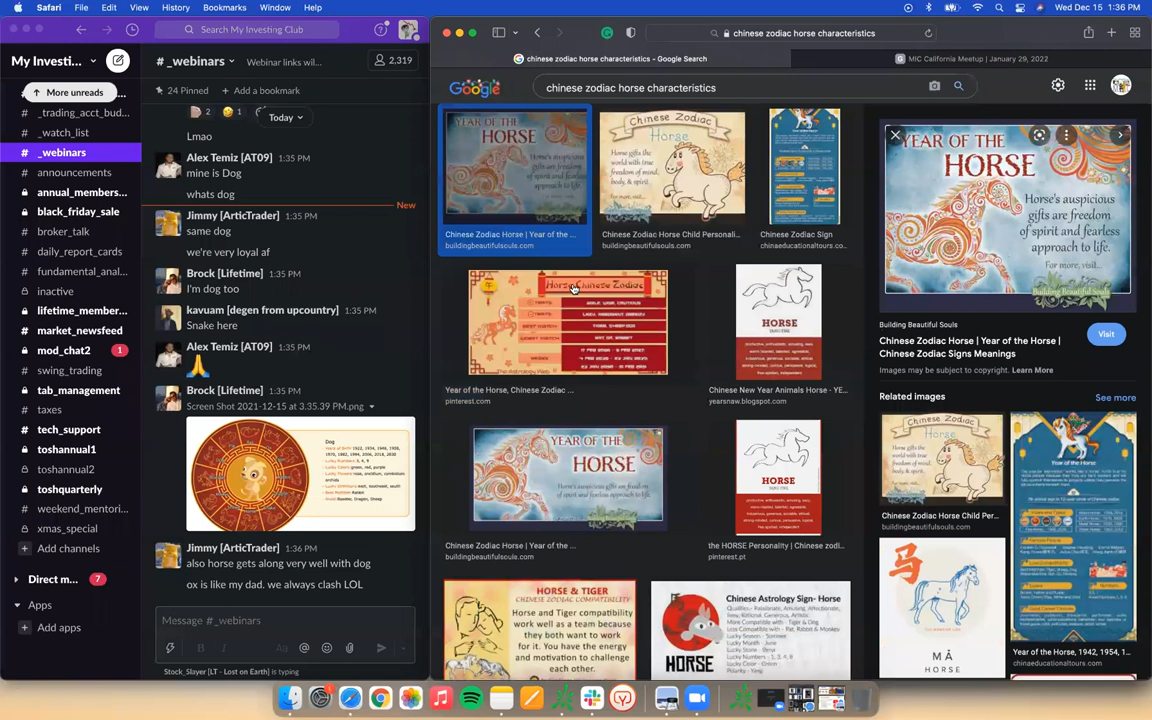 Safari File Edit View History Bookmarks Window Help
Wed Dec 15 1:36 PM
Search My Investing Club
My Investi...
More unreads
# _trading_acct_bud...
# _watch_list
# _webinars
# announcements
annual_members...
black_friday_sale
# broker_talk
# daily_report_cards
# fundamental_anal...
inactive
lifetime_member...
# market_newsfeed
mod_chat2 1
# swing_trading
tab_management
# taxes
# tech_support
toshannual1
toshannual2
toshquarterly
# weekend_mentori...
# xmas_special
Add channels
Direct m... 7
Apps
Add apps
# _webinars
Webinar links wil...
2,319
24 Pinned
Add a bookmark
2 1
Today
Lmao
Alex Temiz [AT09] 1:35 PM
mine is Dog
whats dog
New
Jimmy [ArticTrader] 1:35 PM
same dog
we're very loyal af
Brock [Lifetime] 1:35 PM
I'm dog too
kavuam [degen from upcountry] 1:35 PM
Snake here
Alex Temiz [AT09] 1:35 PM
Brock [Lifetime] 1:35 PM
Screen Shot 2021-12-15 at 3.35.39 PM.png
Dog
Jimmy [ArticTrader] 1:36 PM
also horse gets along very well with dog
ox is like my dad. we always clash LOL
Message #_webinars
Stock_Slayer [LT - Lost on Earth] is typing
chinese zodiac horse characteristics
chinese zodiac horse characteristics - Google Search
MIC California Meetup | January 29, 2022
Google
chinese zodiac horse characteristics
YEAR OF THE
HORSE
Horse's auspicious
gifts are freedom
of spirit and fearless
approach to life.
Chinese Zodiac Horse | Year of the ...
buildingbeautifulsouls.com
Chinese Zodiac
Horse
Horse gifts the
world with true
freedom of mind,
body, & spirit.
Chinese Zodiac Horse Child Personali...
buildingbeautifulsouls.com
Chinese Zodiac Sign
chinaeducationaltours.co...
Horse Chinese Zodiac
Year of the Horse, Chinese Zodiac ...
pinterest.com
HORSE
Chinese New Year Animals Horse - YE...
yearsnaw.blogspot.com
YEAR OF THE
HORSE
Chinese Zodiac Horse | Year of the ...
buildingbeautifulsouls.com
HORSE
the HORSE Personality | Chinese zodi...
pinterest.pt
HORSE & TIGER
CHINESE ZODIAC COMPATIBILITY
Horse and Tiger compatibility
work well as a team
because they both want to
work for it. You have the
energy and motivation to
challenge
each other.
Chinese Astrology Sign- Horse
HORSE
YEAR OF THE
HORSE
Horse's auspicious
gifts are freedom
of spirit and fearless
approach to life.
For more, visit...
Building Beautiful Souls
Building Beautiful Souls
Chinese Zodiac Horse | Year of the Horse |
Chinese Zodiac Signs Meanings
Visit
Images may be subject to copyright. Learn More
Related images
See more
Chinese Zodiac
Horse
Chinese Zodiac Horse Child Per...
buildingbeautifulsouls.com
Year of the Horse
Year of the Horse, 1942, 1954, 1...
chinaeducationaltours.com
马
MǍ
HORSE